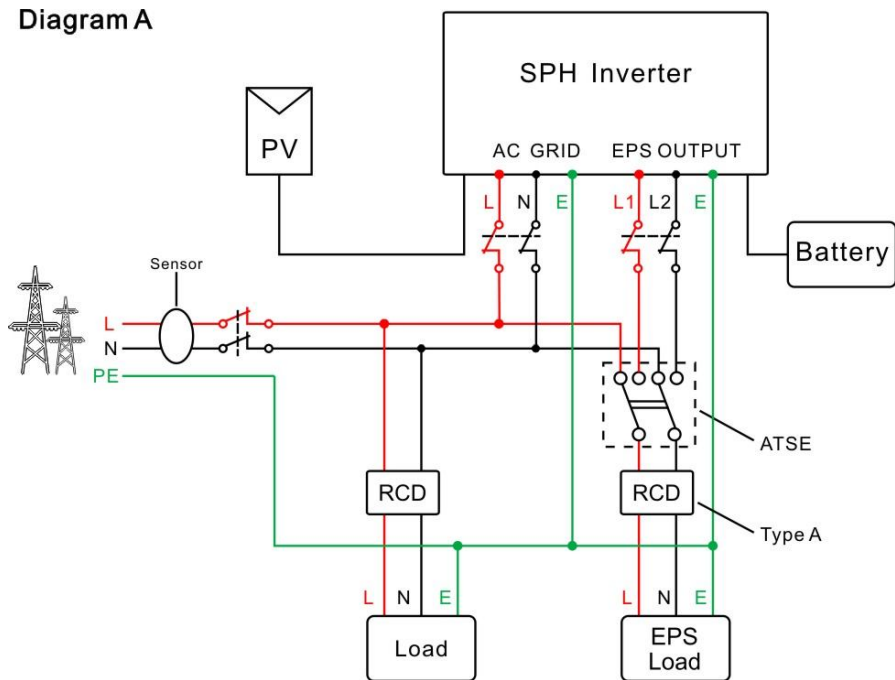 Diagram A
SPH Inverter
PV
AC GRID
EPS OUTPUT
L
N
E
L1
L2
E
Battery
Sensor
L
N
PE
ATSE
RCD
RCD
Type A
L
N
E
L
N
E
Load
EPS
Load